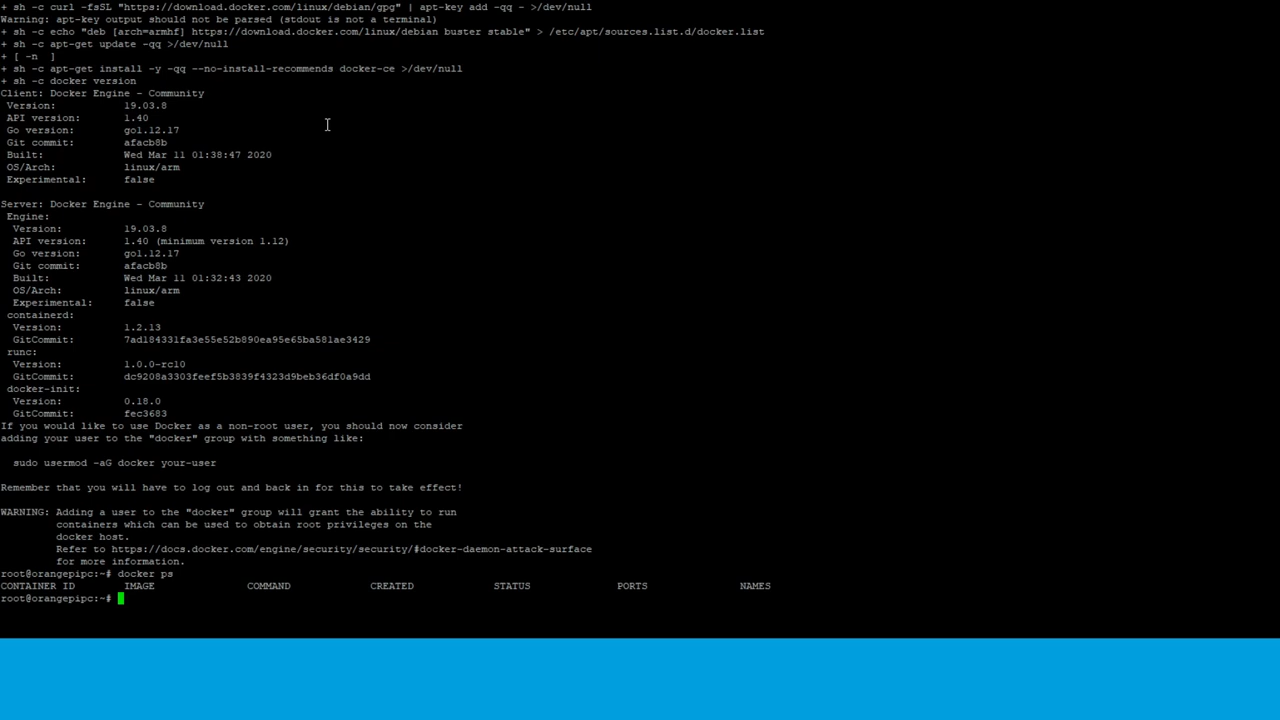 + sh -c curl -fsSL "https://download.docker.com/linux/debian/gpg" | apt-key add -qq - >/dev/null
Warning: apt-key output should not be parsed (stdout is not a terminal)
+ sh -c echo "deb [arch=armhf] https://download.docker.com/linux/debian buster stable" > /etc/apt/sources.list.d/docker.list
+ sh -c apt-get update -qq >/dev/null
+ [ -n  ]
+ sh -c apt-get install -y -qq --no-install-recommends docker-ce >/dev/null
+ sh -c docker version
Client: Docker Engine - Community
Version: 19.03.8
API version: 1.40
Go version: go1.12.17
Git commit: afacb8b
Built: Wed Mar 11 01:38:47 2020
OS/Arch: linux/arm
Experimental: false
Server: Docker Engine - Community
Engine:
Version: 19.03.8
API version: 1.40 (minimum version 1.12)
Go version: go1.12.17
Git commit: afacb8b
Built: Wed Mar 11 01:32:43 2020
OS/Arch: linux/arm
Experimental: false
containerd:
Version: 1.2.13
GitCommit: 7ad184331fa3e55e52b890ea95e65ba581ae3429
runc:
Version: 1.0.0-rc10
GitCommit: dc9208a3303feef5b3839f4323d9beb36df0a9dd
docker-init:
Version: 0.18.0
GitCommit: fec3683
If you would like to use Docker as a non-root user, you should now consider
adding your user to the "docker" group with something like:
sudo usermod -aG docker your-user
Remember that you will have to log out and back in for this to take effect!
WARNING: Adding a user to the "docker" group will grant the ability to run
containers which can be used to obtain root privileges on the
docker host.
Refer to https://docs.docker.com/engine/security/security/#docker-daemon-attack-surface
for more information.
root@orangepipc:~# docker ps
CONTAINER ID IMAGE COMMAND CREATED STATUS PORTS NAMES
root@orangepipc:~#